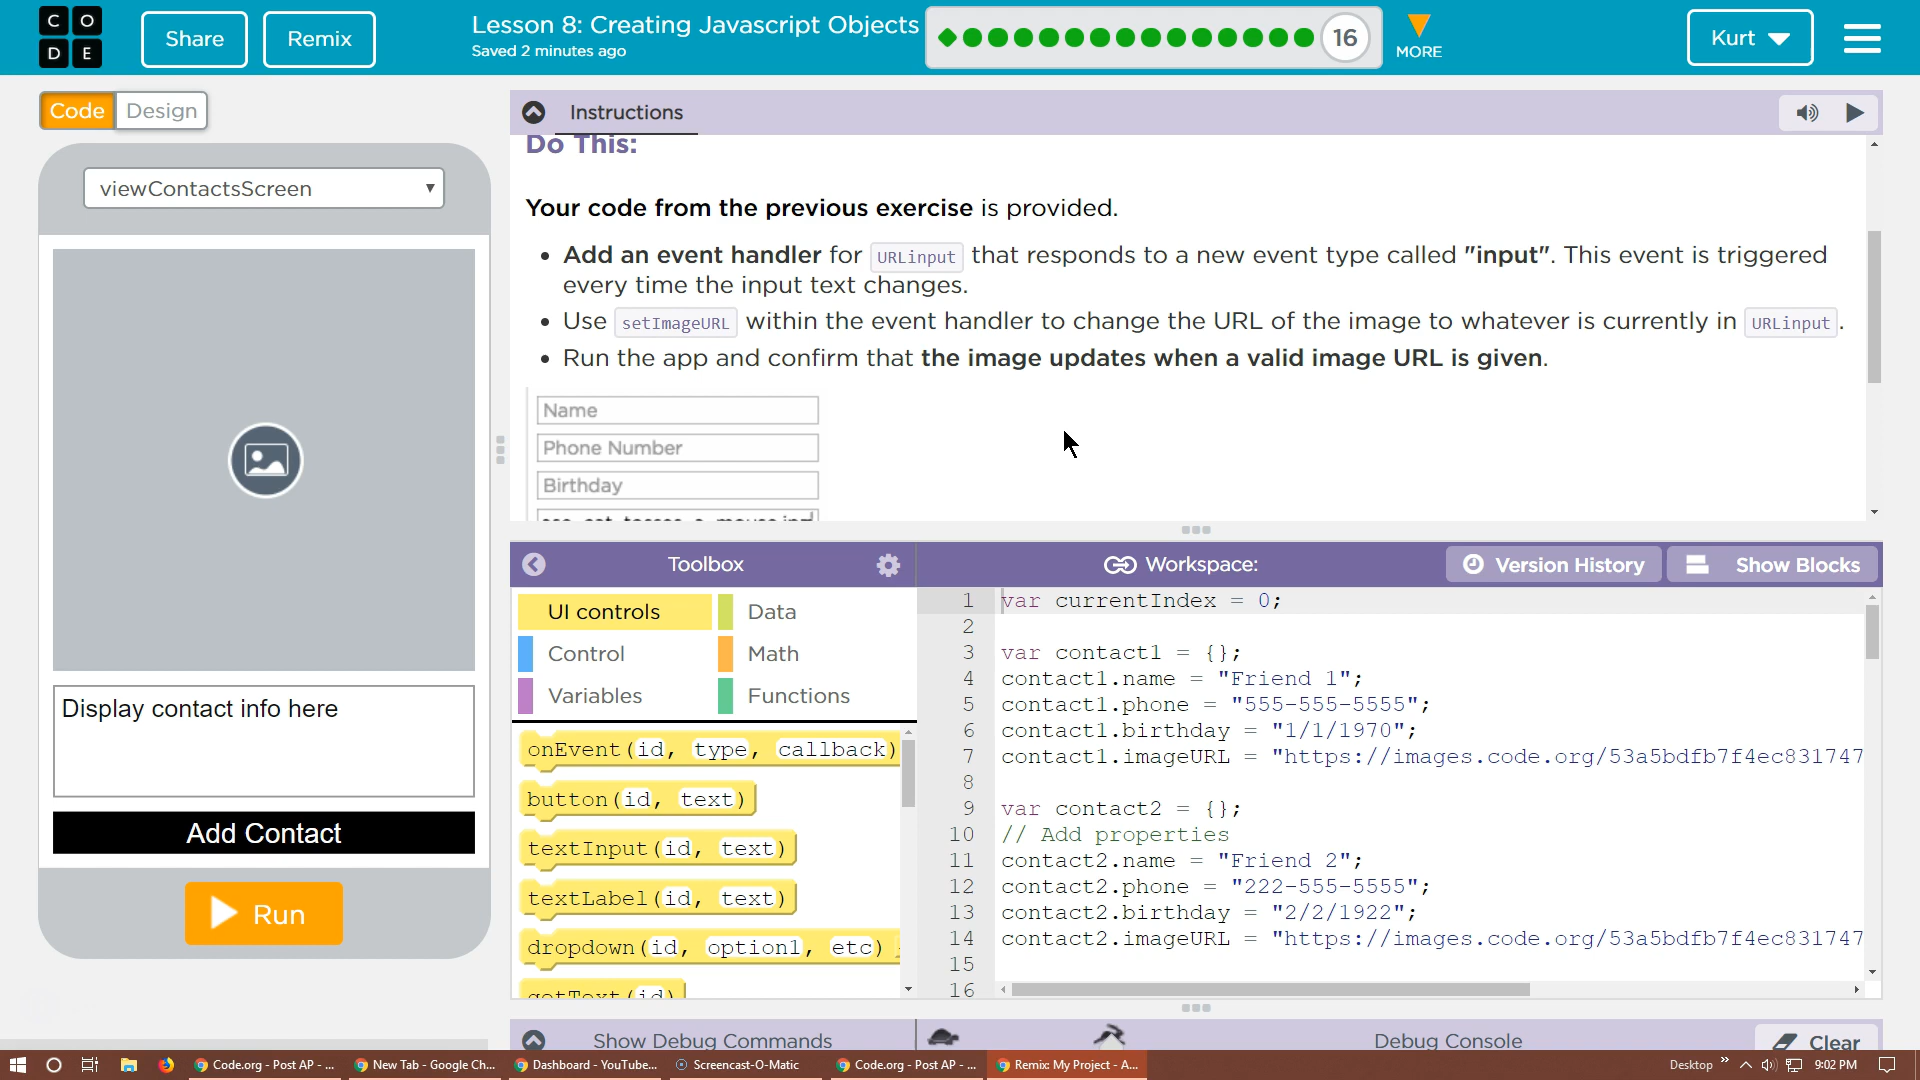 C O
D E
Share
Remix
Lesson 8: Creating Javascript Objects
Saved 2 minutes ago
16
MORE
Kurt
Code
Design
Instructions
viewContactsScreen
Do This:
Your code from the previous exercise is provided.
Add an event handler for URLinput that responds to a new event type called "input". This event is triggered
every time the input text changes.
Use setImageURL within the event handler to change the URL of the image to whatever is currently in URLinput.
Run the app and confirm that the image updates when a valid image URL is given.
Name
Phone Number
Birthday
Display contact info here
Add Contact
Run
Toolbox
Workspace:
Version History
Show Blocks
UI controls
Data
Control
Math
Variables
Functions
onEvent(id, type, callback)
button(id, text)
textInput(id, text)
textLabel(id, text)
dropdown(id, option1, etc)
getText(id)
1 var currentIndex = 0;
2
3 var contact1 = {};
4 contact1.name = "Friend 1";
5 contact1.phone = "555-555-5555";
6 contact1.birthday = "1/1/1970";
7 contact1.imageURL = "https://images.code.org/53a5bdfb7f4ec831747
8
9 var contact2 = {};
10 // Add properties
11 contact2.name = "Friend 2";
12 contact2.phone = "222-555-5555";
13 contact2.birthday = "2/2/1922";
14 contact2.imageURL = "https://images.code.org/53a5bdfb7f4ec831747
15
16
Show Debug Commands
Debug Console
Clear
Code.org - Post AP - ...
New Tab - Google Ch...
Dashboard - YouTube...
Screencast-O-Matic
Code.org - Post AP - ...
Remix: My Project - A...
Desktop
9:02 PM